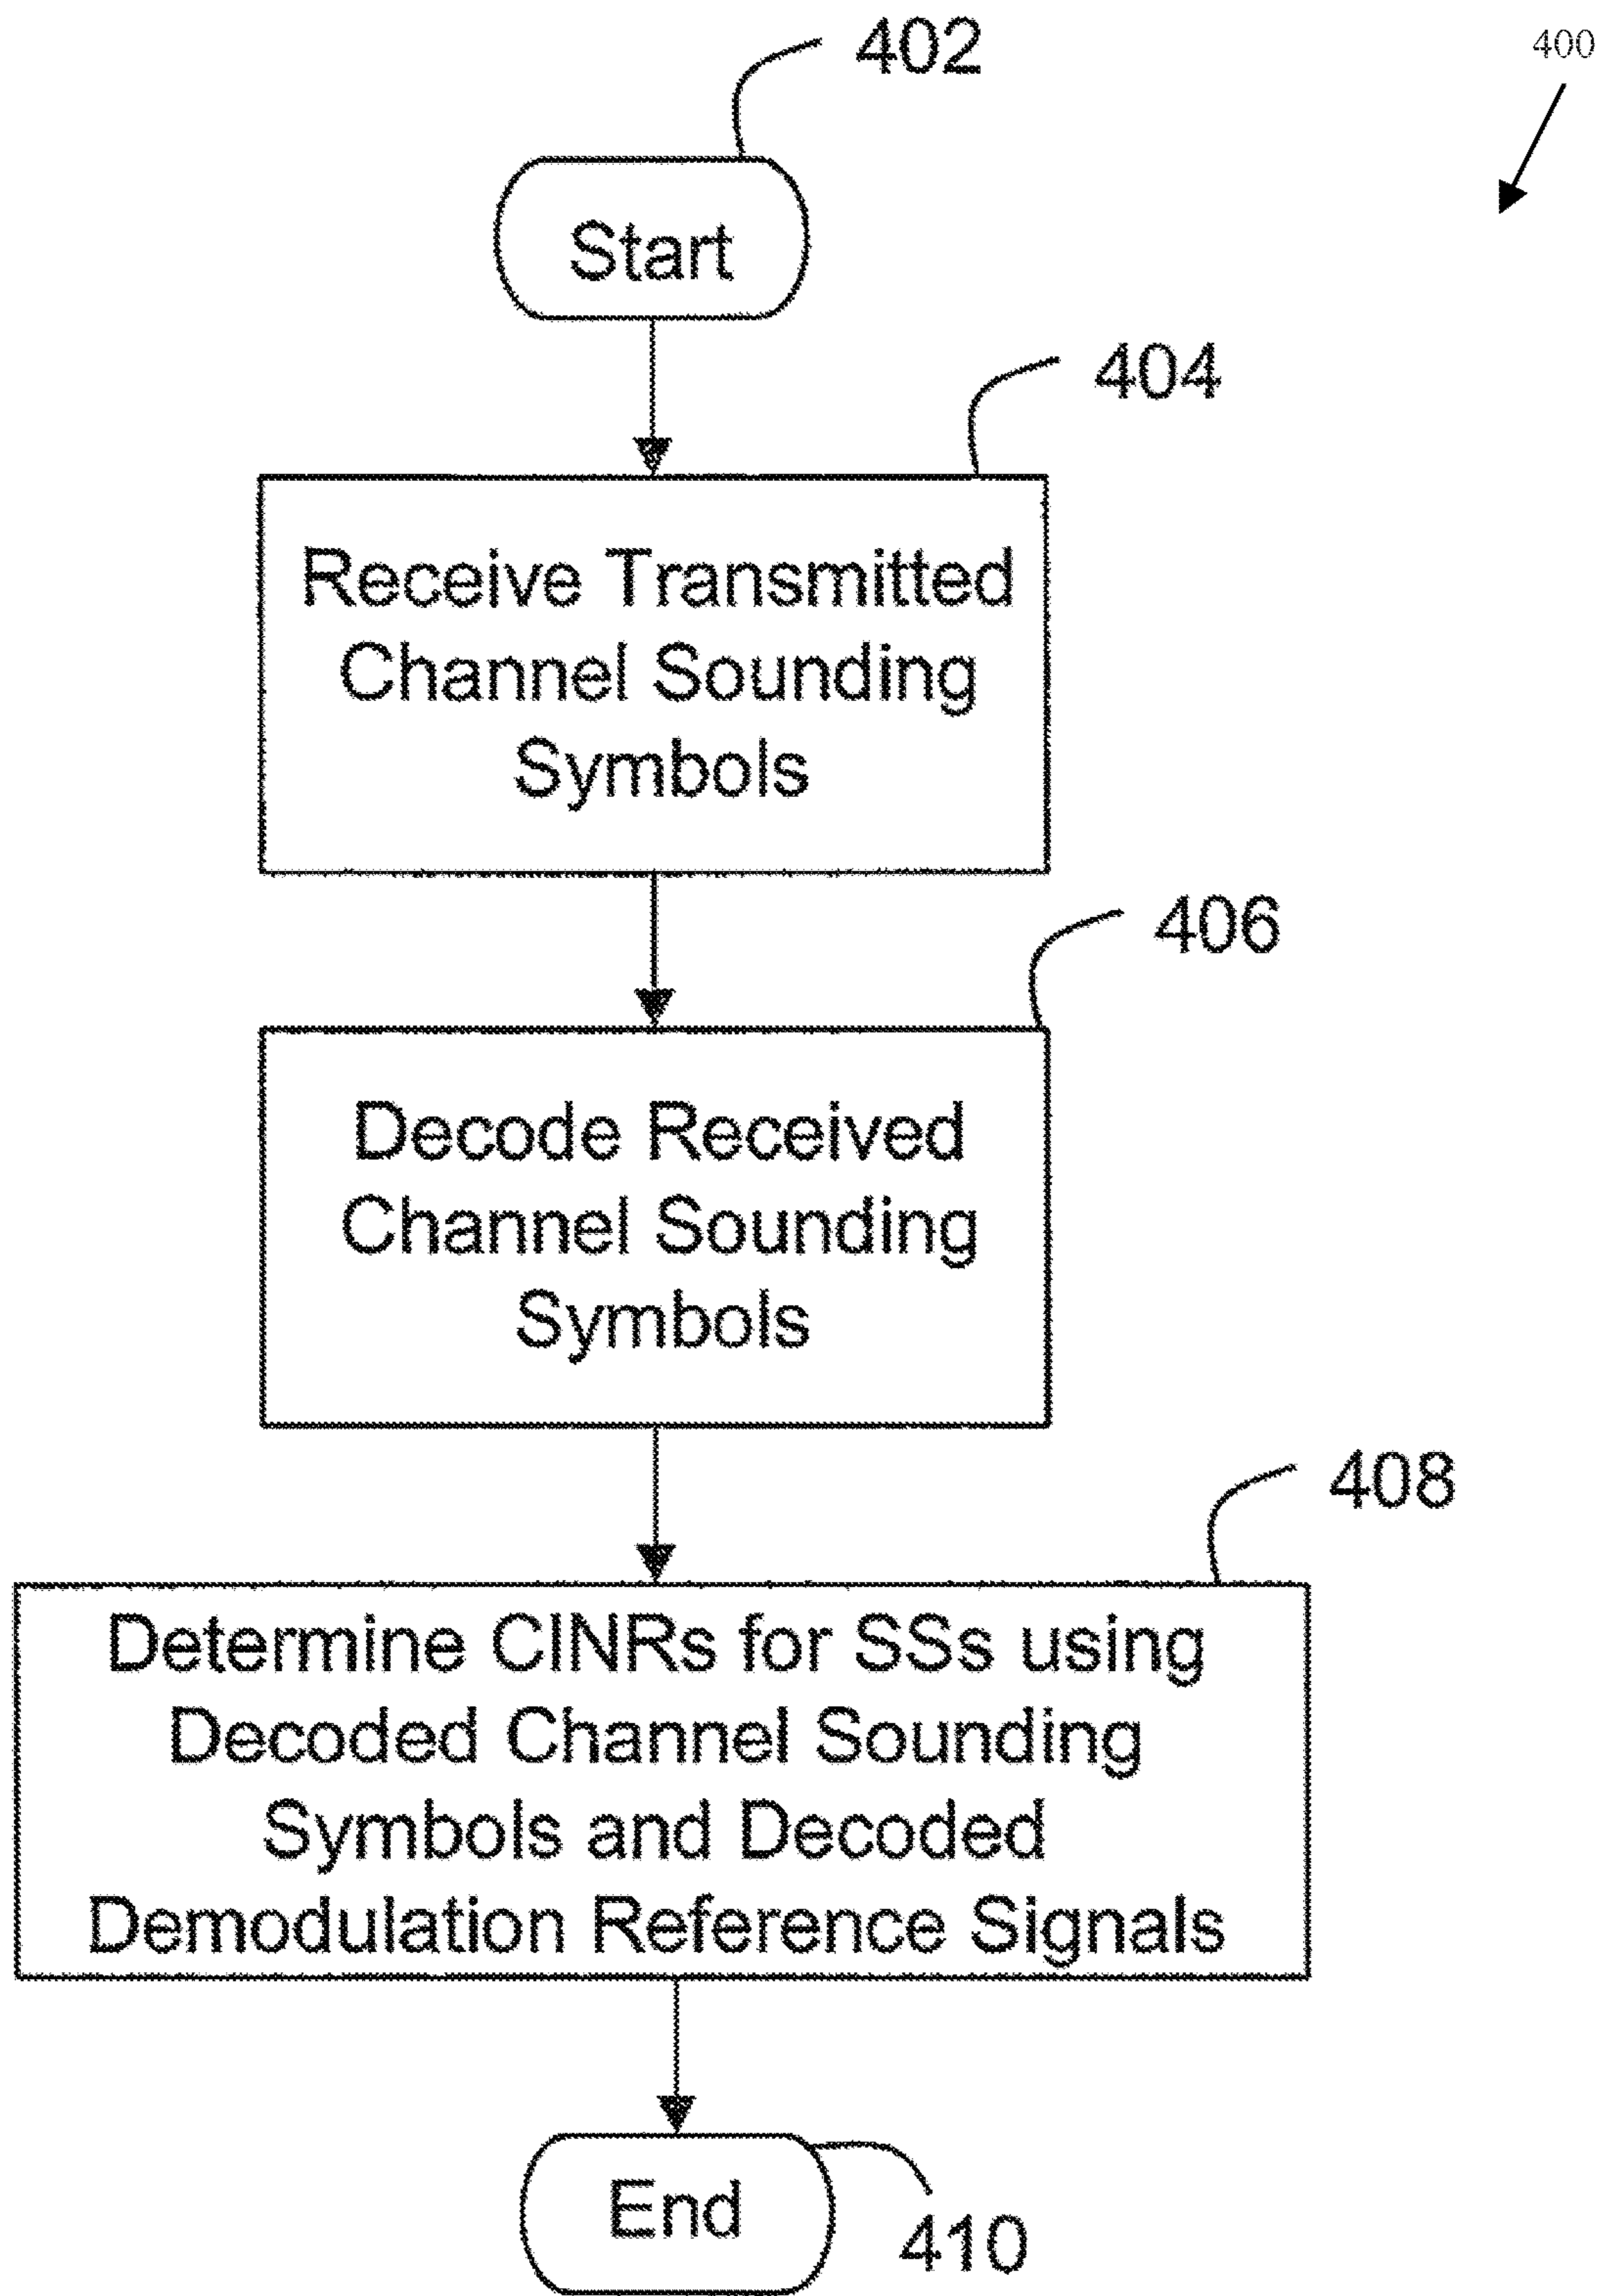 402
400
Start
404
Receive Transmitted
Channel Sounding
Symbols
406
Decode Received
Channel Sounding
Symbols
408
Determine CINRs for SSs using
Decoded Channel Sounding
Symbols and Decoded
Demodulation Reference Signals
End
410